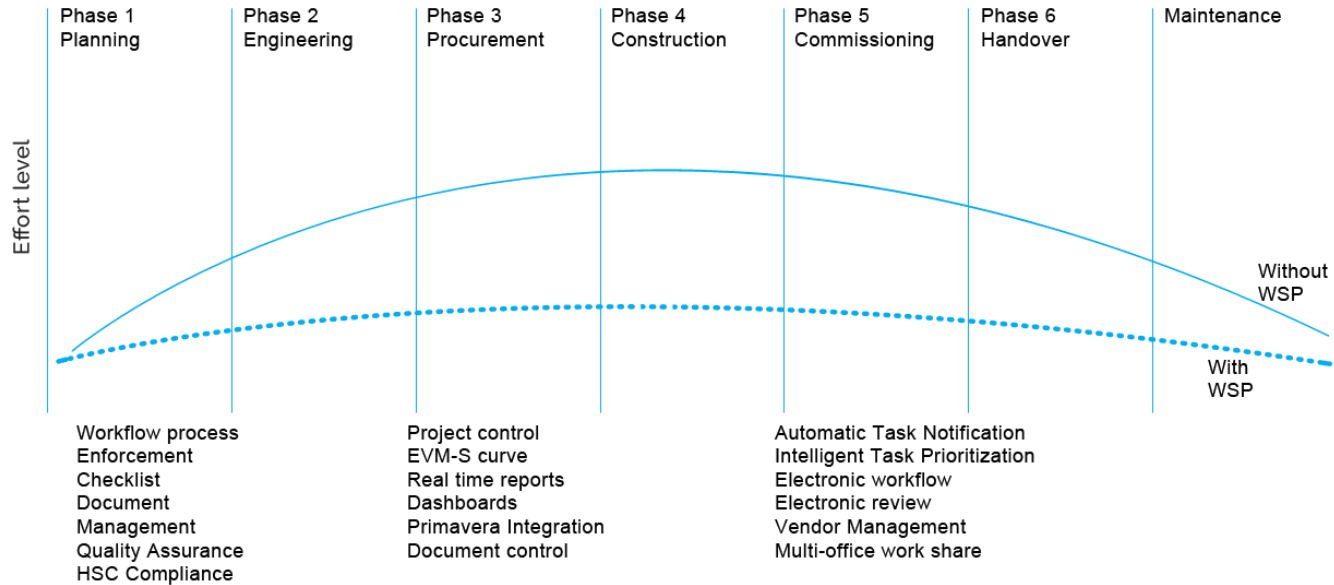 Phase 1
Planning
Phase 2
Engineering
Phase 3
Procurement
Phase 4
Construction
Phase 5
Commissioning
Phase 6
Handover
Maintenance
Effort level
Without
WSP
With
WSP
Workflow process
Enforcement
Checklist
Document
Management
Quality Assurance
HSC Compliance
Project control
EVM-S curve
Real time reports
Dashboards
Primavera Integration
Document control
Automatic Task Notification
Intelligent Task Prioritization
Electronic workflow
Electronic review
Vendor Management
Multi-office work share